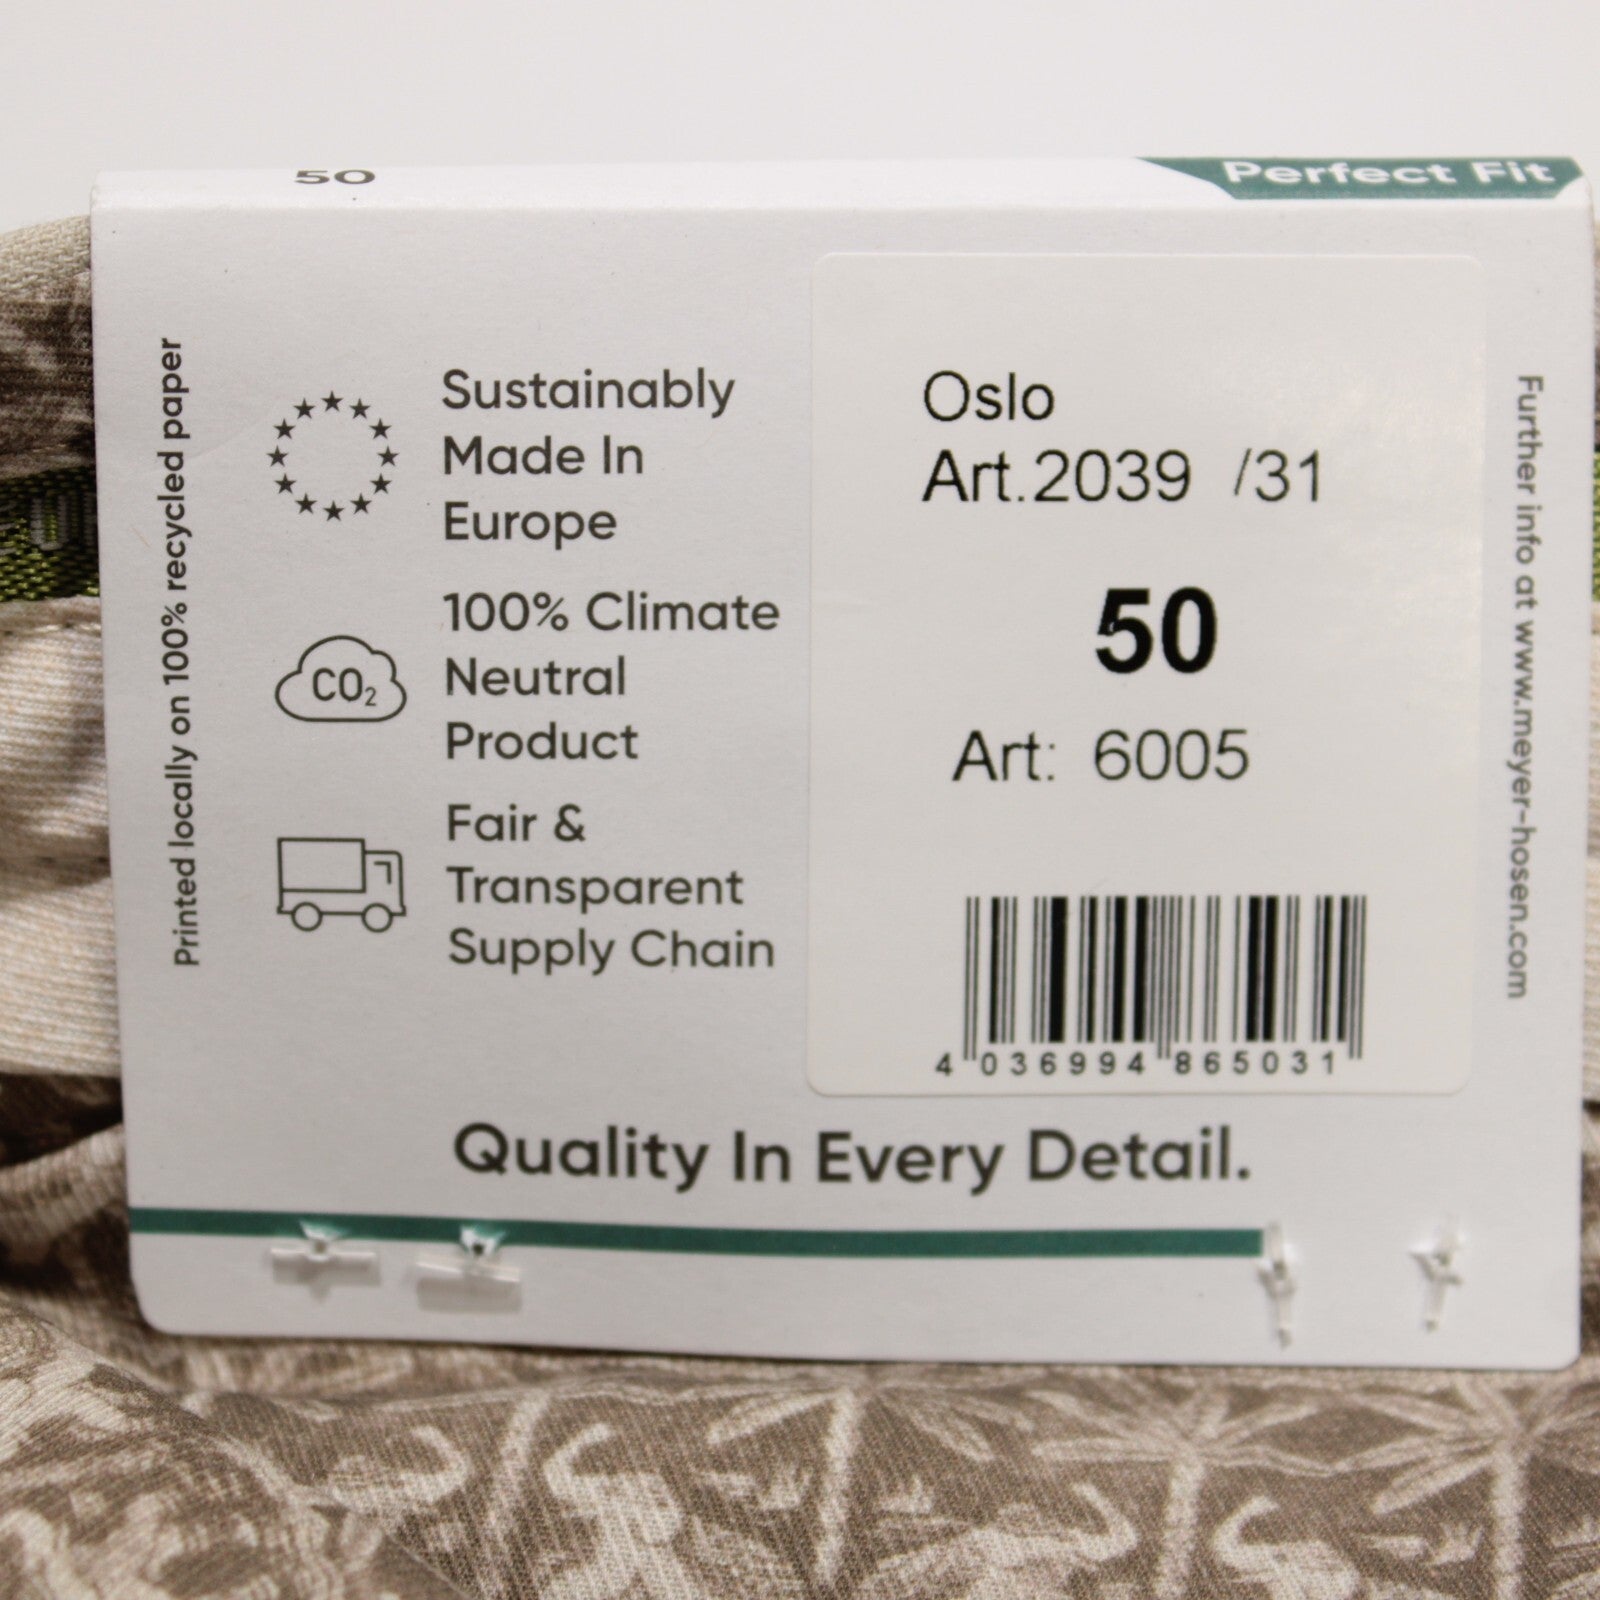 50
Perfect Fit
Printed locally on 100% recycled paper
Sustainably
Made In
Europe
CO₂
100% Climate
Neutral
Product
Fair &
Transparent
Supply Chain
Oslo
Art.2039 /31
50
Art: 6005
4 036994 865031
Further info at www.meyer-hosen.com
Quality In Every Detail.